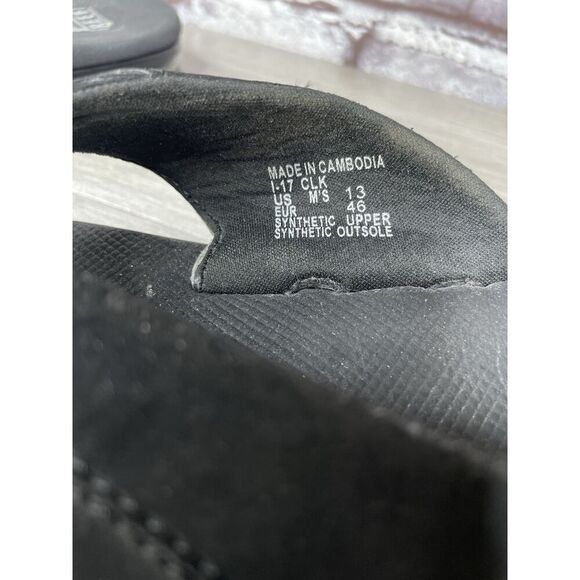 MADE IN CAMBODIA
I-17 CLK
US M'S 13
EUR 46
SYNTHETIC UPPER
SYNTHETIC OUTSOLE